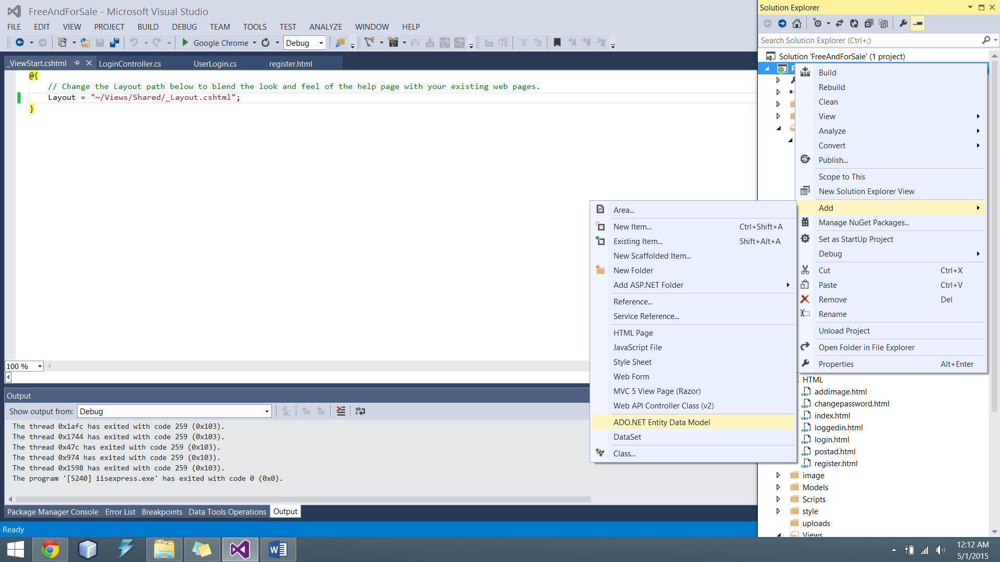 FreeAndForSale - Microsoft Visual Studio
FILE EDIT VIEW PROJECT BUILD DEBUG TEAM TOOLS TEST ANALYZE WINDOW HELP
Google Chrome Debug
_ViewStart.cshtml LoginController.cs UserLogin.cs register.html
@{
// Change the Layout path below to blend the look and feel of the help page with your existing web pages.
Layout = "~/Views/Shared/_Layout.cshtml";
}
100 %
Output
Show output from: Debug
The thread 0x1afc has exited with code 259 (0x103).
The thread 0x1744 has exited with code 259 (0x103).
The thread 0x47c has exited with code 259 (0x103).
The thread 0x974 has exited with code 259 (0x103).
The thread 0x1598 has exited with code 259 (0x103).
The program '[5240] iisexpress.exe' has exited with code 0 (0x0).
Package Manager Console Error List Breakpoints Data Tools Operations Output
Ready
Area...
New Item... Ctrl+Shift+A
Existing Item... Shift+Alt+A
New Scaffolded Item...
New Folder
Add ASP.NET Folder
Reference...
Service Reference...
HTML Page
JavaScript File
Style Sheet
Web Form
MVC 5 View Page (Razor)
Web API Controller Class (v2)
ADO.NET Entity Data Model
DataSet
Class...
Solution Explorer
Search Solution Explorer (Ctrl+;)
Solution 'FreeAndForSale' (1 project)
Build
Rebuild
Clean
View
Analyze
Convert
Publish...
Scope to This
New Solution Explorer View
Add
Manage NuGet Packages...
Set as StartUp Project
Debug
Cut Ctrl+X
Paste Ctrl+V
Remove Del
Rename
Unload Project
Open Folder in File Explorer
Properties Alt+Enter
HTML
addimage.html
changepassword.html
index.html
loggedin.html
login.html
postad.html
register.html
image
Models
Scripts
style
uploads
Views
12:12 AM
5/1/2015